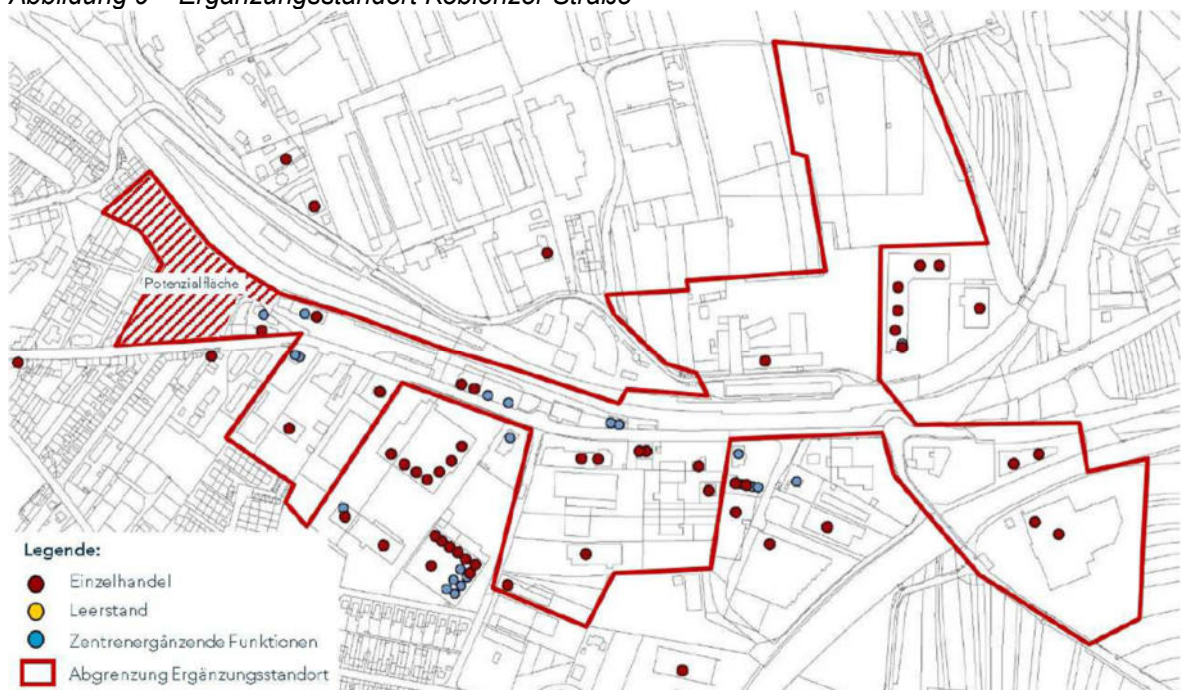 Abbildung 9 – Ergänzungsstandort Koblenzer Straße
Potenzialfläche
Legende:
Einzelhandel
Leerstand
Zentrenergänzende Funktionen
Abgrenzung Ergänzungsstandort